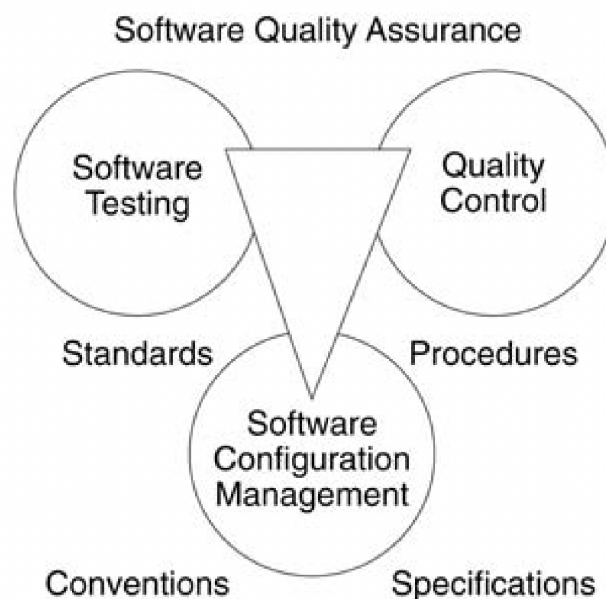 Software Quality Assurance
Software
Testing
Quality
Control
Standards
Procedures
Software
Configuration
Management
Conventions
Specifications